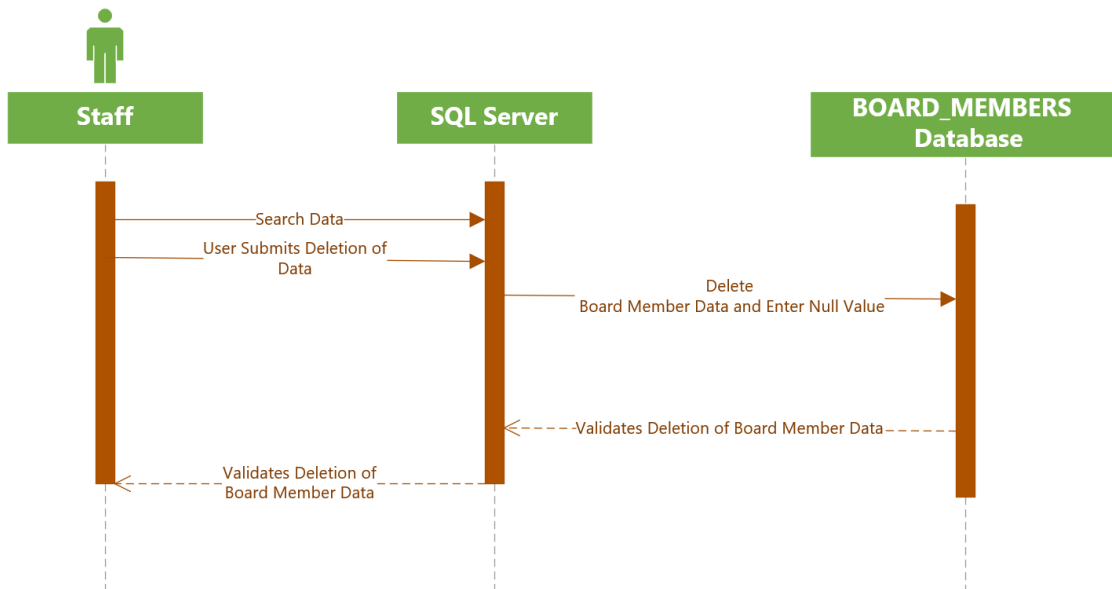 Staff
SQL Server
BOARD_MEMBERS
Database
Search Data
User Submits Deletion of
Data
Delete
Board Member Data and Enter Null Value
Validates Deletion of Board Member Data
Validates Deletion of
Board Member Data